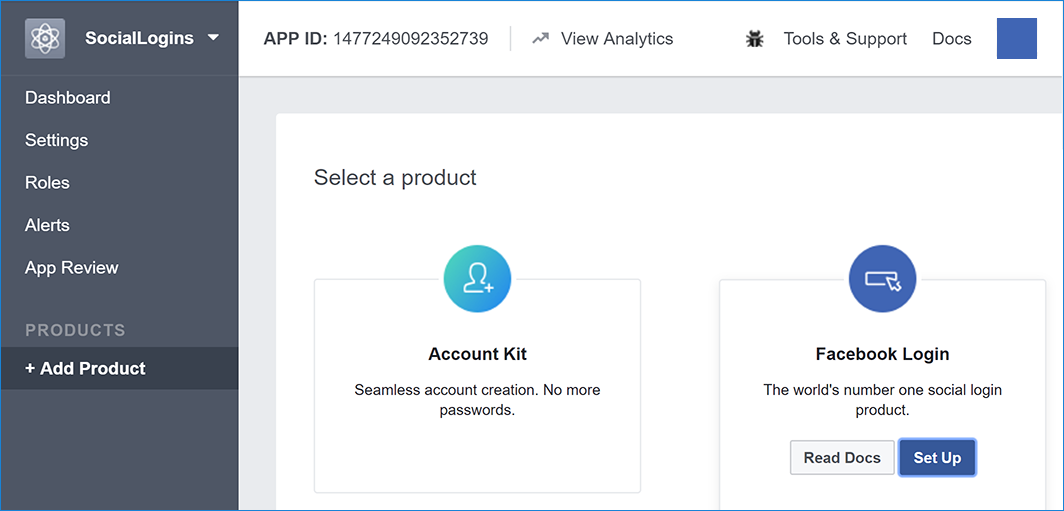 SocialLogins
APP ID: 1477249092352739
View Analytics
Tools & Support
Docs
Dashboard
Settings
Roles
Alerts
App Review
PRODUCTS
+ Add Product
Select a product
Account Kit
Seamless account creation. No more
passwords.
Facebook Login
The world's number one social login
product.
Read Docs
Set Up